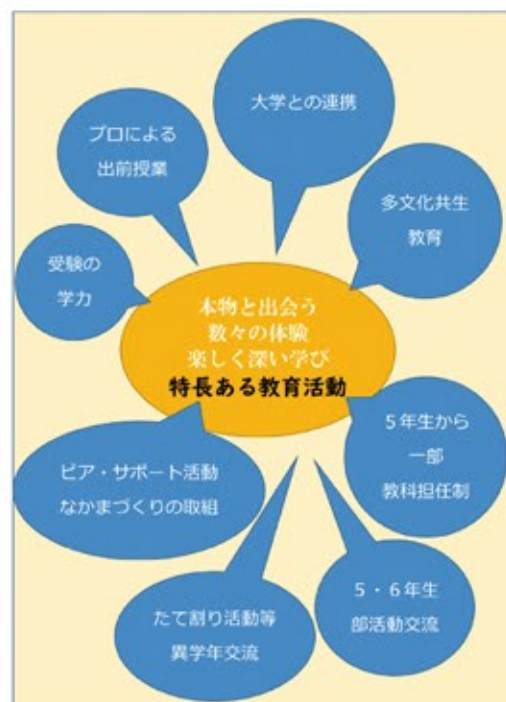 大学との連携
プロによる
出前授業
多文化共生
教育
受験の
学力
本物と出会う
数々の体験
楽しく深い学び
特長ある教育活動
5年生から
一部
教科担任制
ピア・サポート活動
なかまづくりの取組
5・6年生
部活動交流
たて割り活動等
異学年交流